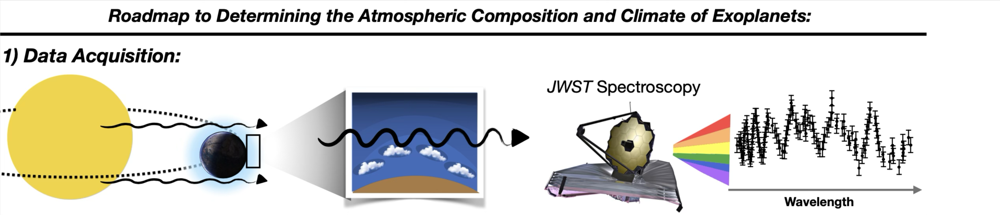 Roadmap to Determining the Atmospheric Composition and Climate of Exoplanets:
1) Data Acquisition:
JWST Spectroscopy
Wavelength